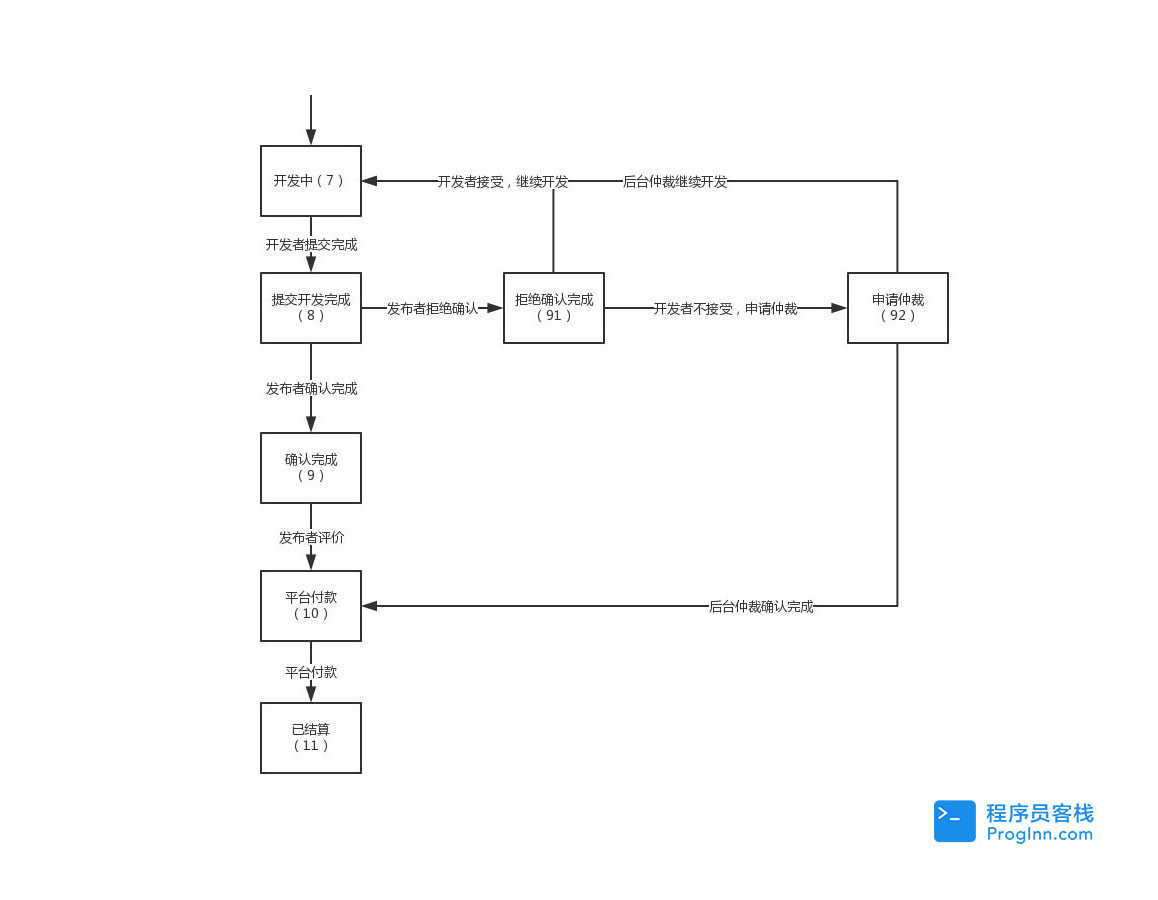 开发中（7）
开发者接受，继续开发
后台仲裁继续开发
开发者提交完成
提交开发完成
（8）
发布者拒绝确认
拒绝确认完成
（91）
开发者不接受，申请仲裁
申请仲裁
（92）
发布者确认完成
确认完成
（9）
发布者评价
平台付款
（10）
后台仲裁确认完成
平台付款
已结算
（11）
程序员客栈
ProgInn.com